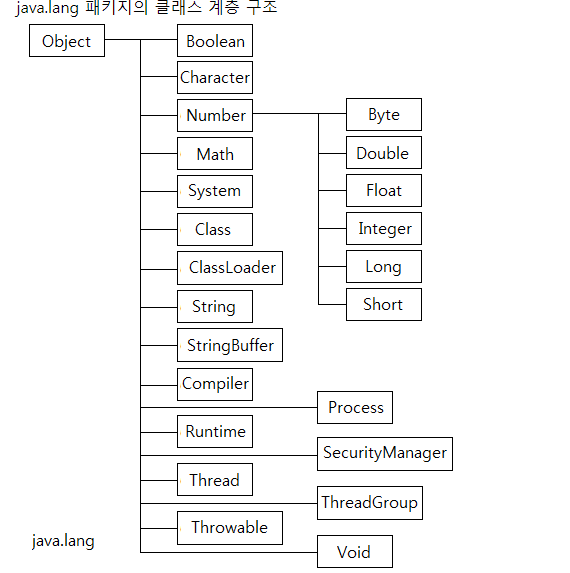 java.lang 패키지의 클래스 계층 구조
Object
Boolean
Character
Number
Byte
Math
Double
System
Float
Class
Integer
ClassLoader
Long
String
Short
StringBuffer
Compiler
Process
Runtime
SecurityManager
Thread
ThreadGroup
Throwable
java.lang
Void